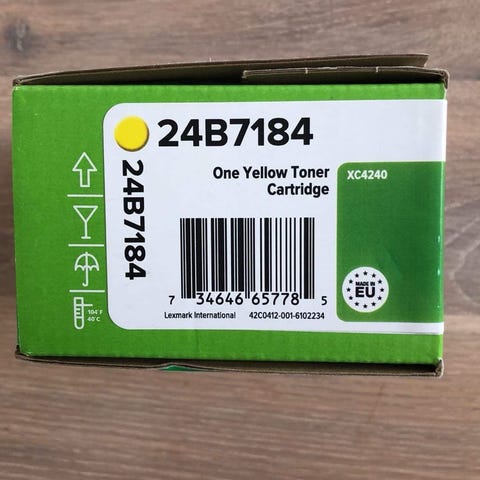 24B7184
24B7184
One Yellow Toner
Cartridge
XC4240
7 34646 65778 5
Lexmark International 42C0412-001-6102234
MADE IN
EU
104°F
40°C